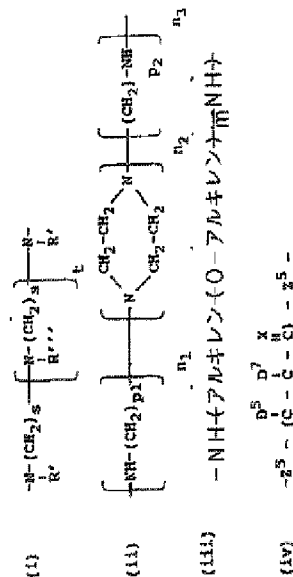 (i) -N-(CH2)s-[N-(CH2)s]t-N-
R' R''' R'
(ii) [NH-(CH2)p1]n1 [N CH2-CH2 CH2-CH2 N]n2 [(CH2)p2-NH]n3
(iii) -NH(アルキレン(O-アルキレン)mNH)
(iv) -Z5-(C-C-C)-Z5-
D5 D7 X